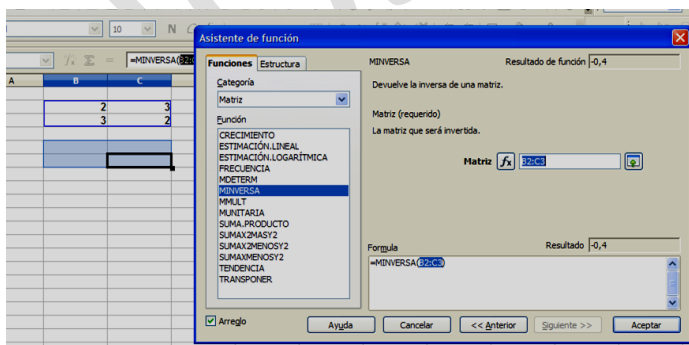 10
N
Asistente de función
=MINVERSA(B2:C
A B C
2 3
3 2
Funciones Estructura
Categoría
Matriz
Función
CRECIMIENTO
ESTIMACIÓN.LINEAL
ESTIMACIÓN.LOGARÍTMICA
FRECUENCIA
MDETERM
MINVERSA
MMULT
MUNITARIA
SUMA.PRODUCTO
SUMAX2MASY2
SUMAX2MENOSY2
SUMAXMENOSY2
TENDENCIA
TRANSPONER
MINVERSA Resultado de función -0,4
Devuelve la inversa de una matriz.
Matriz (requerido)
La matriz que será invertida.
Matriz fx B2:C3
Formula Resultado -0,4
=MINVERSA(B2:C3)
Arreglo Ayuda Cancelar << Anterior Siguiente >> Aceptar